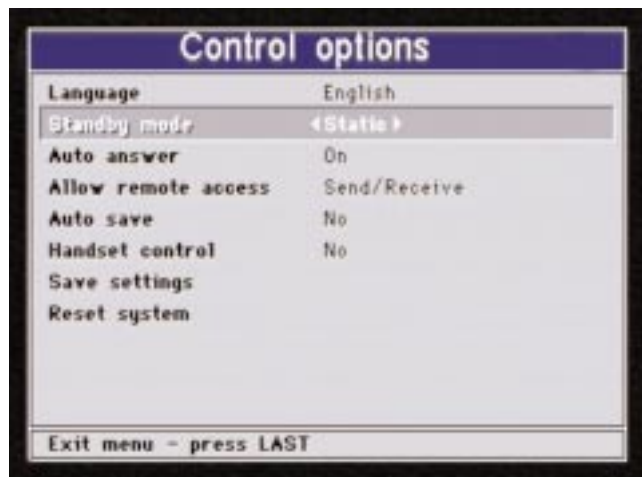 Control options
Language English
Standby mode Static
Auto answer On
Allow remote access Send/Receive
Auto save No
Handset control No
Save settings
Reset system
Exit menu - press LAST